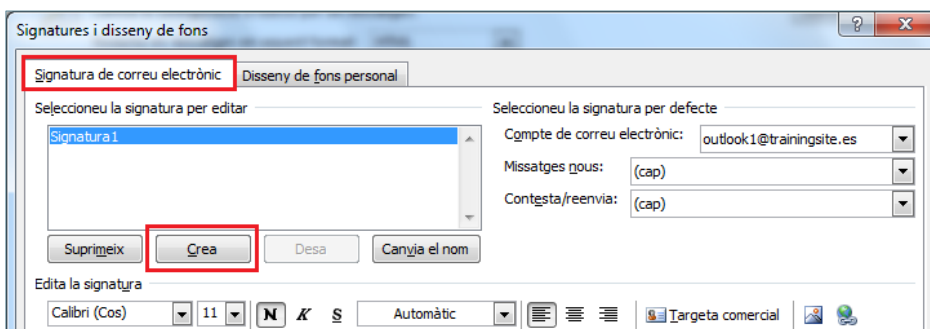 Signatures i disseny de fons
Signatura de correu electrònic
Disseny de fons personal
Seleccioneu la signatura per editar
Signatura1
Suprimeix
Crea
Desa
Canvia el nom
Seleccioneu la signatura per defecte
Compte de correu electrònic: outlook1@trainingsite.es
Missatges nous: (cap)
Contesta/reenvia: (cap)
Edita la signatura
Calibri (Cos) 11 N K S Automàtic Targeta comercial